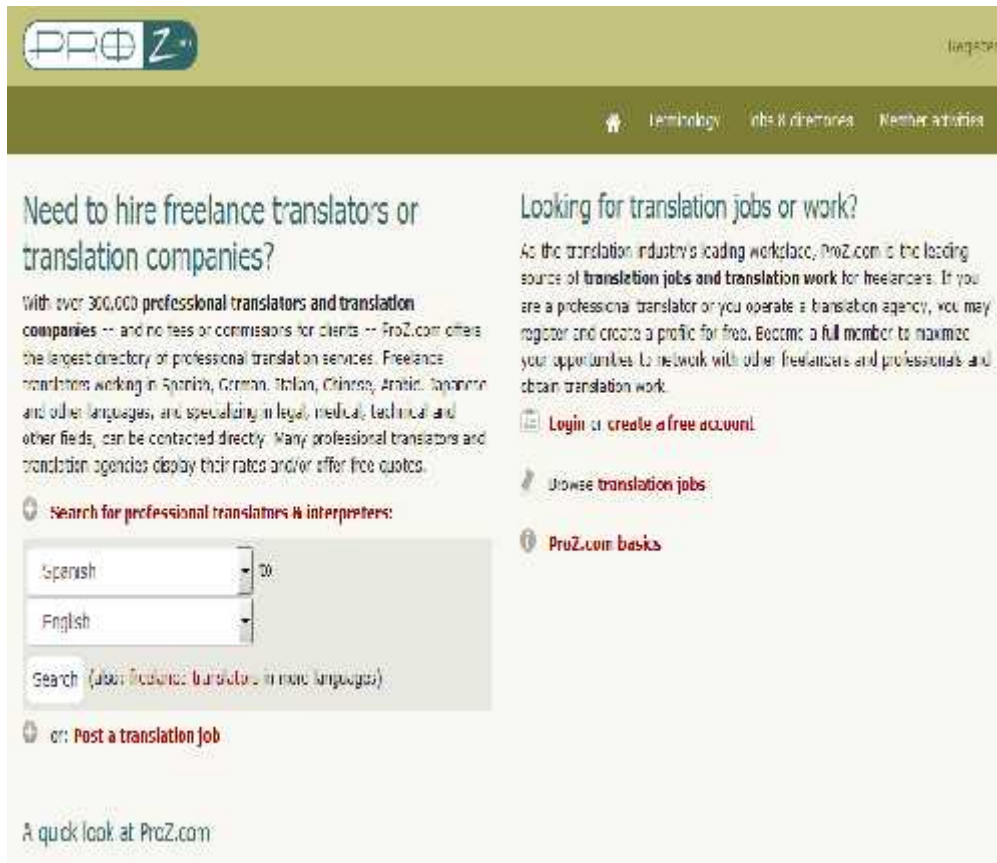 PRO Z
Register
Terminology Jobs & directories Member activities
Need to hire freelance translators or
translation companies?
With over 300,000 professional translators and translation
companies -- and no fees or commissions for clients -- ProZ.com offers
the largest directory of professional translation services. Freelance
translators working in Spanish, German, Italian, Chinese, Arabic, Japanese
and other languages, and specializing in legal, medical, technical and
other fields, can be contacted directly. Many professional translators and
translation agencies display their rates and/or offer free quotes.
Search for professional translators & interpreters:
Spanish to
English
Search (also: freelance translators in more languages)
or: Post a translation job
A quick look at ProZ.com
Looking for translation jobs or work?
As the translation industry's leading workplace, ProZ.com is the leading
source of translation jobs and translation work for freelancers. If you
are a professional translator or you operate a translation agency, you may
register and create a profile for free. Become a full member to maximize
your opportunities to network with other freelancers and professionals and
obtain translation work.
Login or create a free account
Browse translation jobs
ProZ.com basics